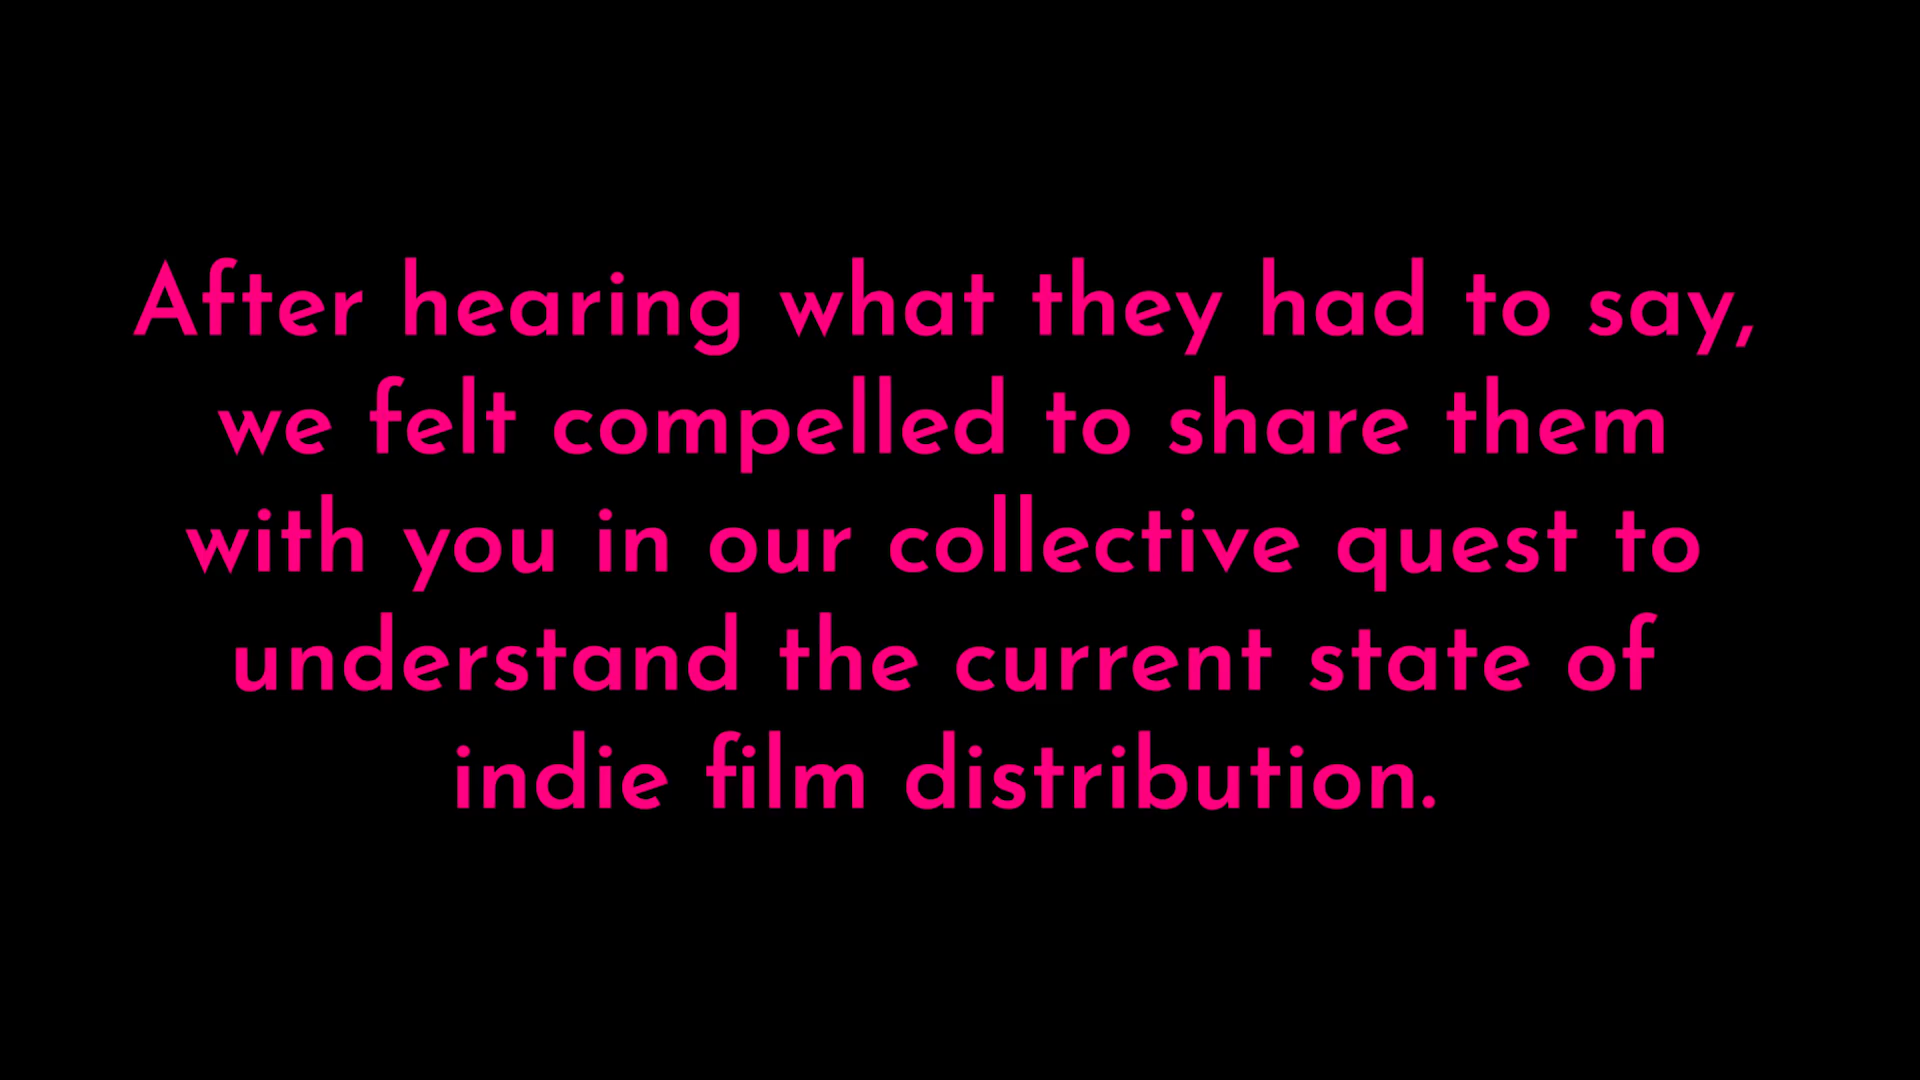 After hearing what they had to say,
we felt compelled to share them
with you in our collective quest to
understand the current state of
indie film distribution.